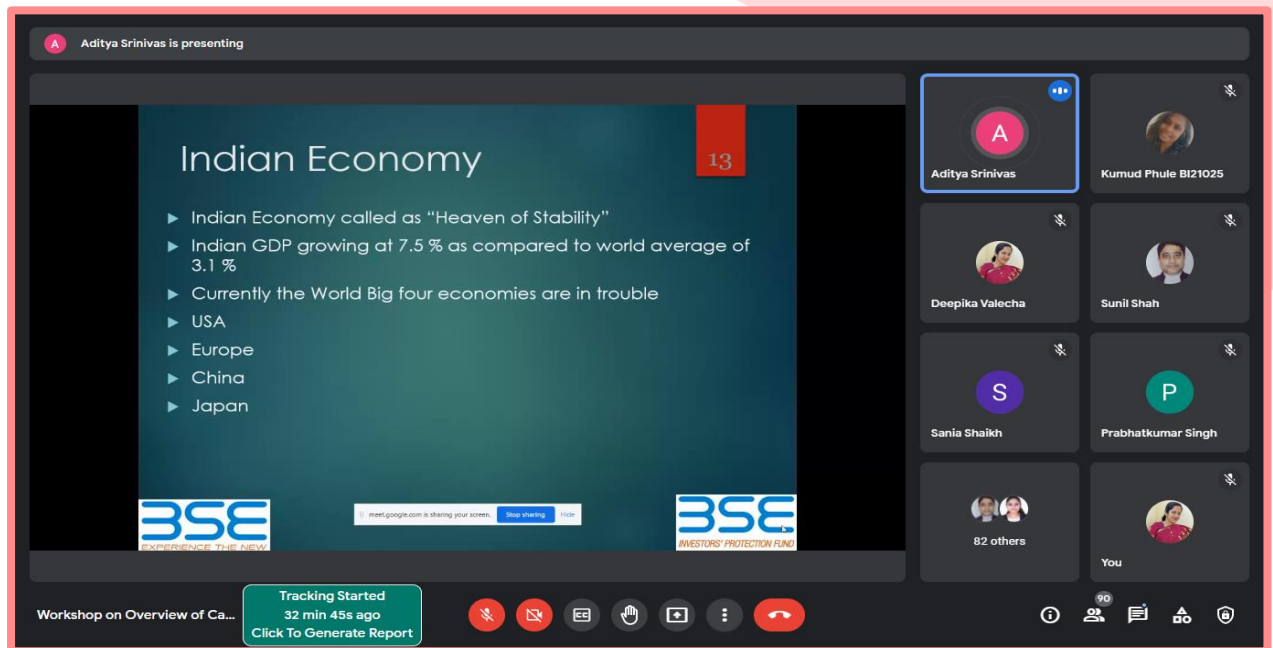 A Aditya Srinivas is presenting
Indian Economy
13
► Indian Economy called as “Heaven of Stability”
► Indian GDP growing at 7.5 % as compared to world average of
3.1 %
► Currently the World Big four economies are in trouble
► USA
► Europe
► China
► Japan
BSE
EXPERIENCE THE NEW
meet.google.com is sharing your screen. Stop sharing Hide
BSE
INVESTORS' PROTECTION FUND
A
Aditya Srinivas
Kumud Phule BI21025
Deepika Valecha
Sunil Shah
S
Sania Shaikh
P
Prabhatkumar Singh
82 others
You
Workshop on Overview of Ca...
Tracking Started
32 min 45s ago
Click To Generate Report
CC
90